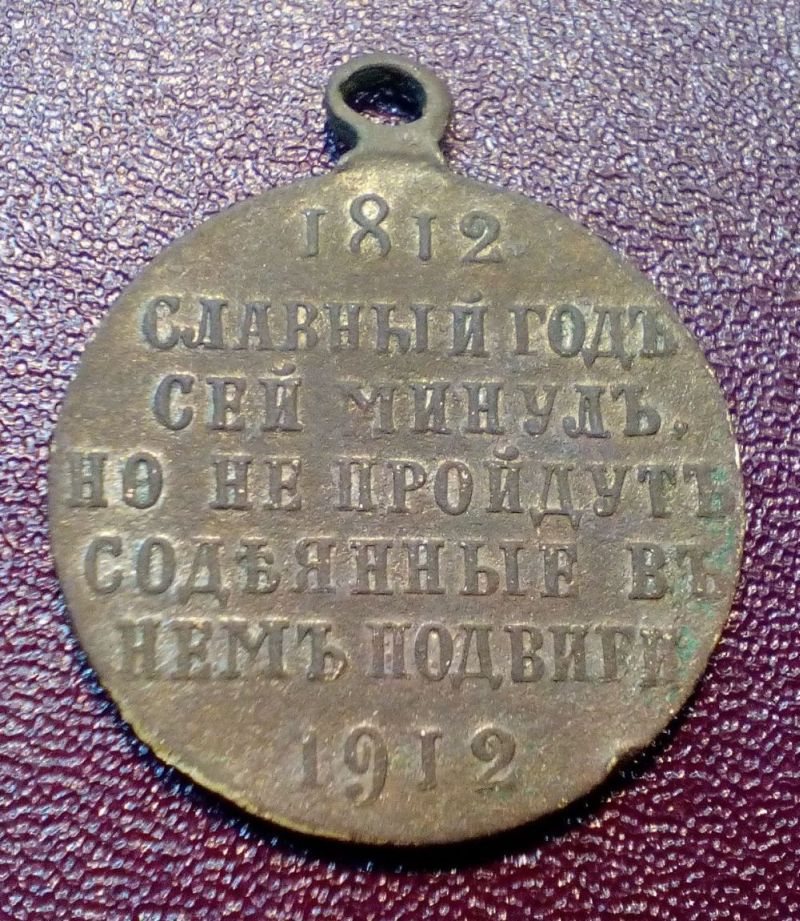 1812
СЛАВНЫЙ ГОДЪ
СЕЙ МИНУЛЪ,
НО НЕ ПРОЙДУТЪ
СОДѢЯННЫЕ ВЪ
НЕМЪ ПОДВИГИ
1912